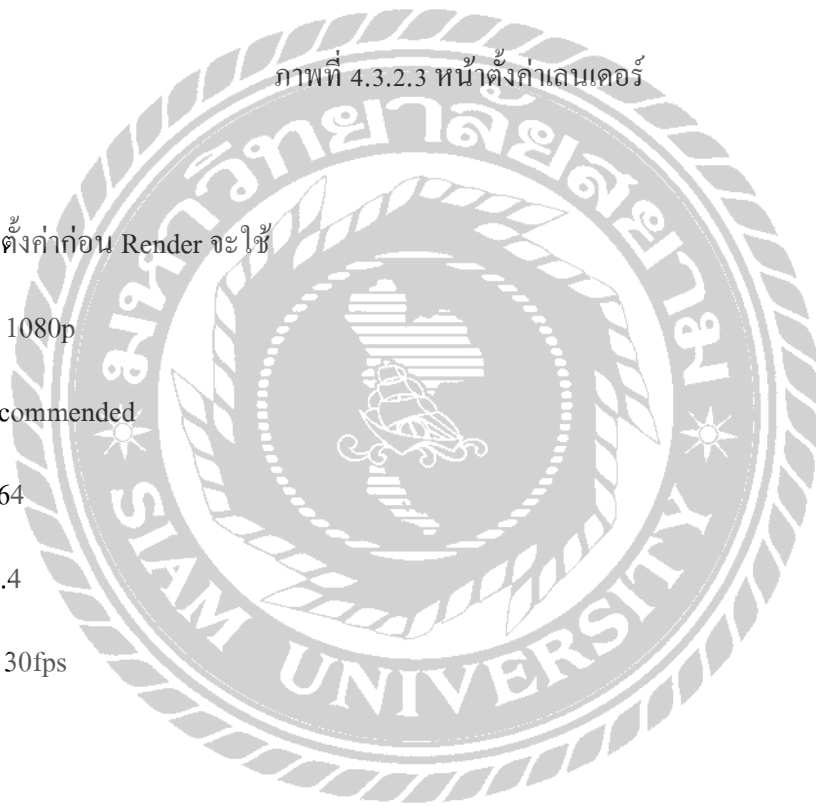 ภาพที่ 4.3.2.3 หน้าตั้งค่าเลนเดอร์
มหาวิทยาลัยสยาม
ตั้งค่าก่อน Render จะใช้
1080p
commended
64
.4
30fps
SIAM UNIVERSITY